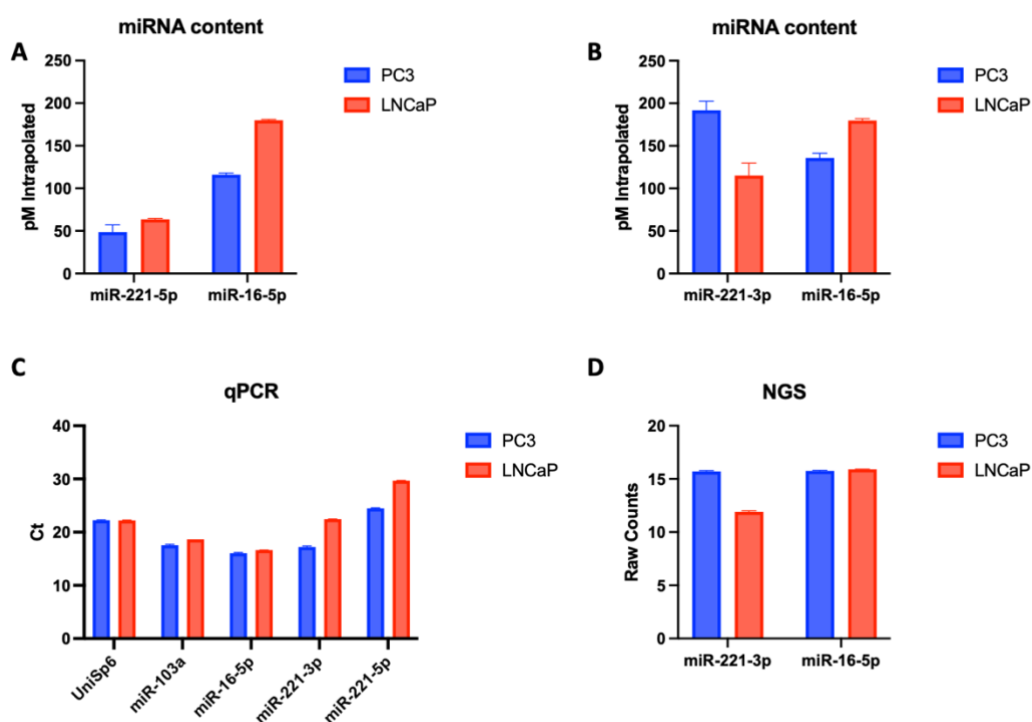 A
miRNA content
pM Intrapolated
250
200
150
100
50
0
miR-221-5p
miR-16-5p
PC3
LNCaP
B
miRNA content
pM Intrapolated
250
200
150
100
50
0
miR-221-3p
miR-16-5p
PC3
LNCaP
C
qPCR
Ct
40
30
20
10
0
UniSp6
miR-103a
miR-16-5p
miR-221-3p
miR-221-5p
PC3
LNCaP
D
NGS
Raw Counts
20
15
10
5
0
miR-221-3p
miR-16-5p
PC3
LNCaP